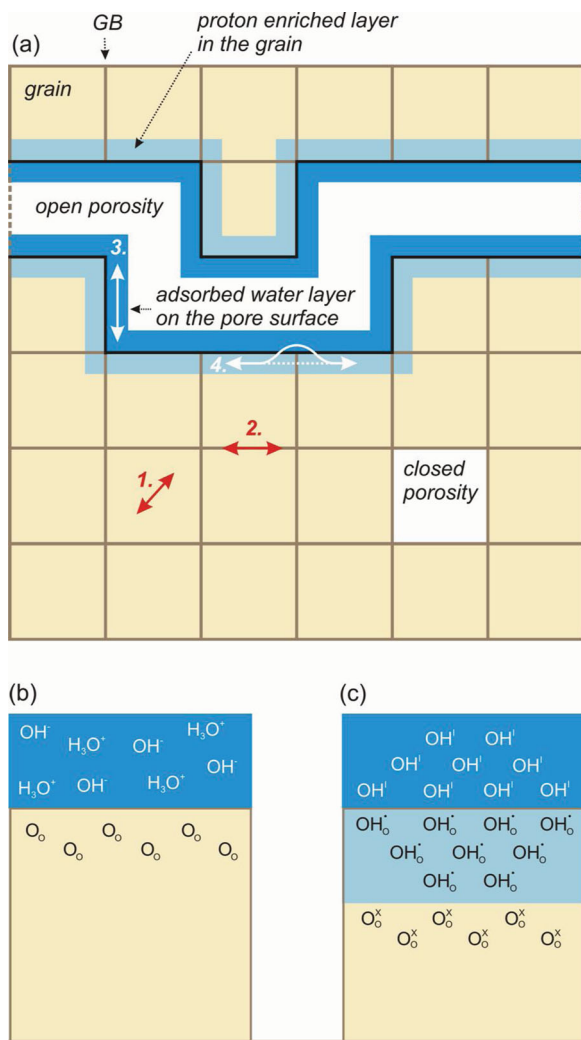 GB
proton enriched layer
in the grain
(a)
grain
open porosity
3.
adsorbed water layer
on the pore surface
4.
2.
1.
closed
porosity
(b)
(c)
OH⁻ H₃O⁺ OH⁻ H₃O⁺
OH⁻
H₃O⁺ OH⁻ H₃O⁺
Oₒ Oₒ Oₒ
Oₒ Oₒ Oₒ
OHᴵ OHᴵ
OHᴵ OHᴵ OHᴵ
OHᴵ OHᴵ OHᴵ OHᴵ
OHₒ˙ OHₒ˙ OHₒ˙ OHₒ˙
OHₒ˙ OHₒ˙ OHₒ˙
OHₒ˙ OHₒ˙
Oₒˣ Oₒˣ Oₒˣ
Oₒˣ Oₒˣ Oₒˣ